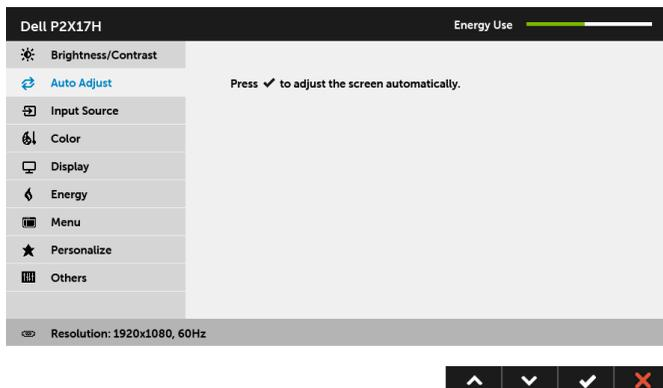 Dell P2X17H
Energy Use
Brightness/Contrast
Auto Adjust
Press ✔ to adjust the screen automatically.
Input Source
Color
Display
Energy
Menu
Personalize
Others
Resolution: 1920x1080, 60Hz